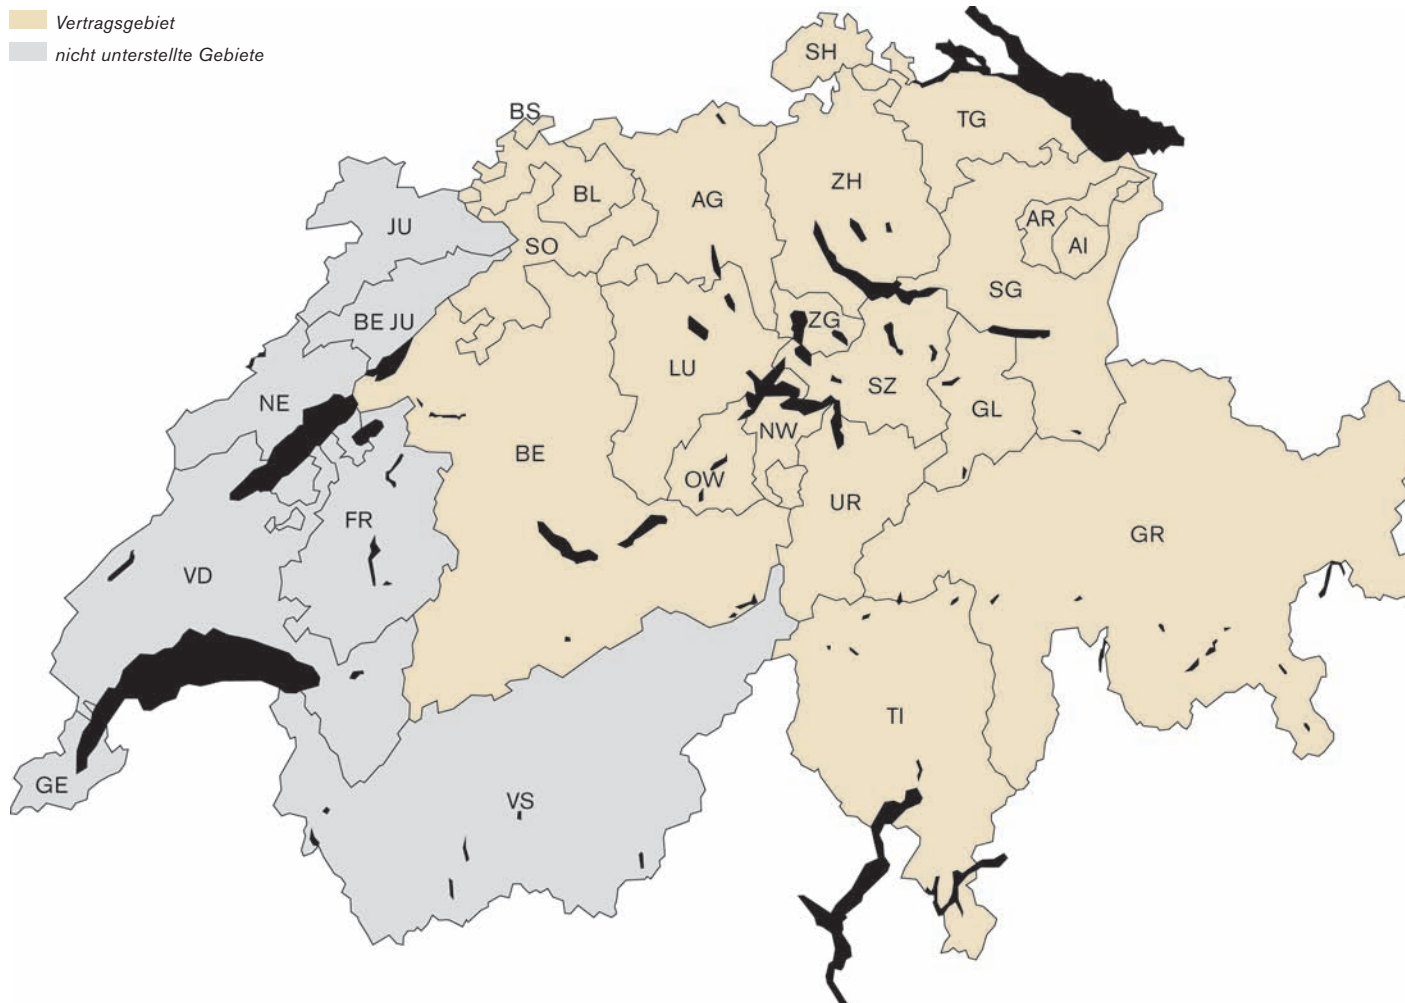 Vertragsgebiet
nicht unterstellte Gebiete
SH
BS
TG
ZH
BL
AG
AR
JU
SO
AI
SG
BE JU
ZG
LU
SZ
NE
GL
NW
BE
OW
UR
FR
GR
VD
TI
GE
VS